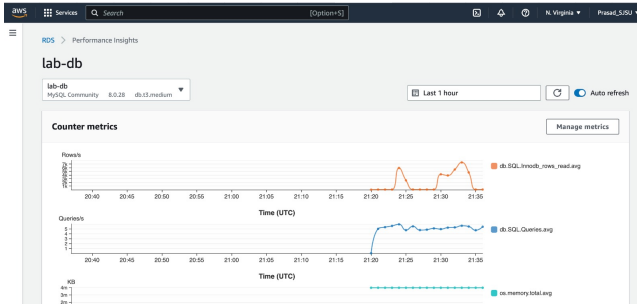 aws Services Search [Option+S] N. Virginia Prasad_SJSU
RDS > Performance Insights
lab-db
lab-db
MySQL Community 8.0.28 db.t3.medium
Last 1 hour
Auto refresh
Counter metrics
Manage metrics
Rows/s
db.SQL.Innodb_rows_read.avg
20:40 20:45 20:50 20:55 21:00 21:05 21:10 21:15 21:20 21:25 21:30 21:35
Time (UTC)
Queries/s
5
4
3
2
1
db.SQL.Queries.avg
20:40 20:45 20:50 20:55 21:00 21:05 21:10 21:15 21:20 21:25 21:30 21:35
Time (UTC)
KB
4m
3m
2m
os.memory.total.avg